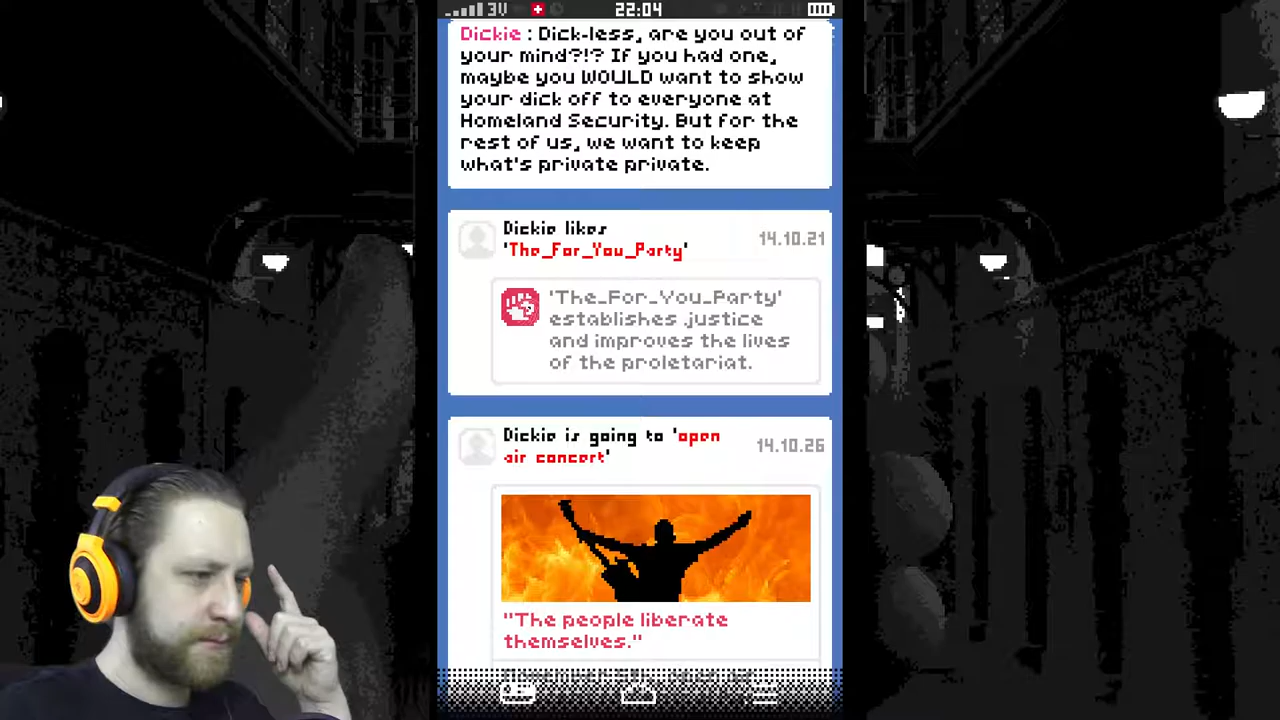 3V
22:04
Dickie : Dick-less, are you out of
your mind?!? If you had one,
maybe you WOULD want to show
your dick off to everyone at
Homeland Security. But for the
rest of us, we want to keep
what's private private.
Dickie likes
'The_For_You_Party'
14.10.21
'The_For_You_Party'
establishes justice
and improves the lives
of the proletariat.
Dickie is going to 'open
air concert'
14.10.26
"The people liberate
themselves."